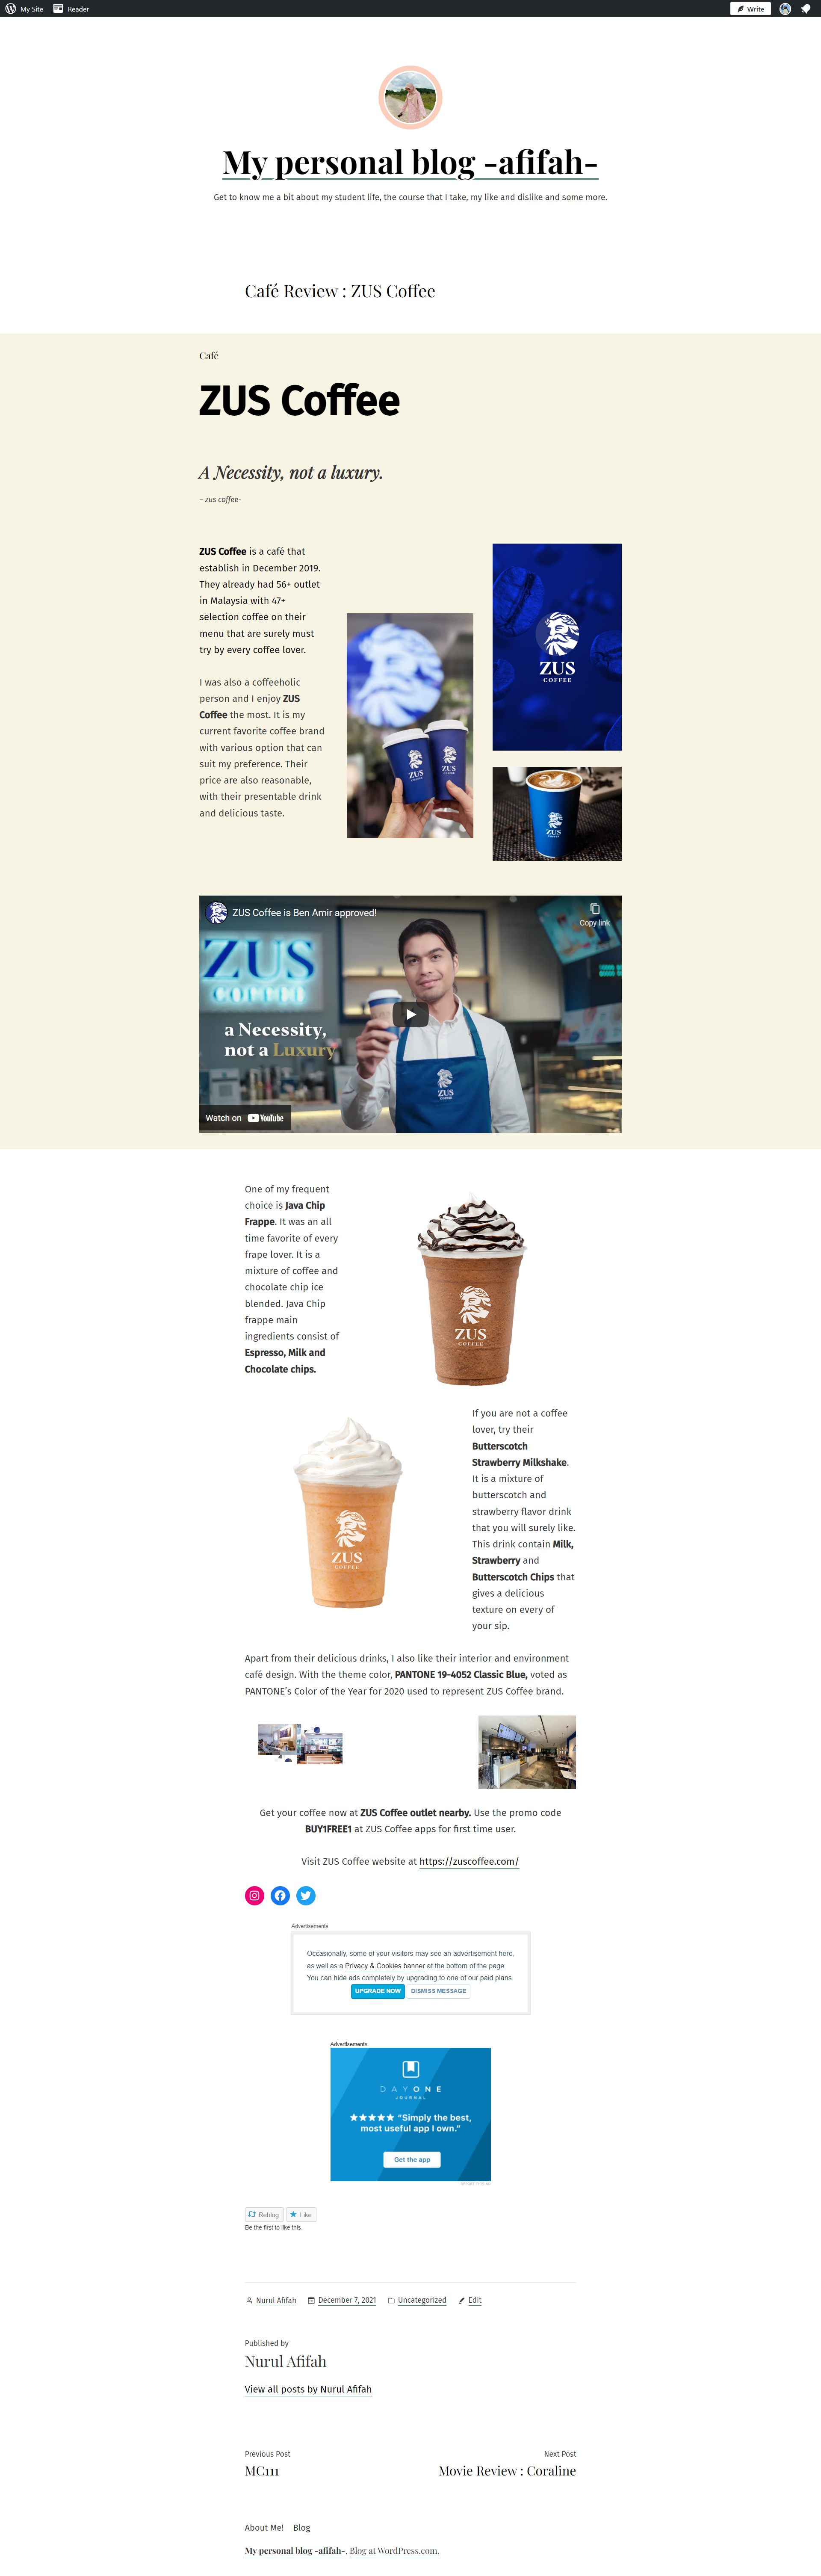 My Site Reader Write
My personal blog -afifah-
Get to know me a bit about my student life, the course that I take, my like and dislike and some more.
Café Review : ZUS Coffee
Café
ZUS Coffee
A Necessity, not a luxury.
– zus coffee-
ZUS Coffee is a café that
establish in December 2019.
They already had 56+ outlet
in Malaysia with 47+
selection coffee on their
menu that are surely must
try by every coffee lover.
I was also a coffeeholic
person and I enjoy ZUS
Coffee the most. It is my
current favorite coffee brand
with various option that can
suit my preference. Their
price are also reasonable,
with their presentable drink
and delicious taste.
ZUS
ZUS
ZUS
COFFEE
ZUS
ZUS Coffee is Ben Amir approved!
Copy link
ZUS
COFFEE
a Necessity,
not a Luxury
ZUS
Watch on YouTube
One of my frequent
choice is Java Chip
Frappe. It was an all
time favorite of every
frape lover. It is a
mixture of coffee and
chocolate chip ice
blended. Java Chip
frappe main
ingredients consist of
Espresso, Milk and
Chocolate chips.
ZUS
COFFEE
ZUS
COFFEE
If you are not a coffee
lover, try their
Butterscotch
Strawberry Milkshake.
It is a mixture of
butterscotch and
strawberry flavor drink
that you will surely like.
This drink contain Milk,
Strawberry and
Butterscotch Chips that
gives a delicious
texture on every of
your sip.
Apart from their delicious drinks, I also like their interior and environment
café design. With the theme color, PANTONE 19-4052 Classic Blue, voted as
PANTONE's Color of the Year for 2020 used to represent ZUS Coffee brand.
Get your coffee now at ZUS Coffee outlet nearby. Use the promo code
BUY1FREE1 at ZUS Coffee apps for first time user.
Visit ZUS Coffee website at https://zuscoffee.com/
Advertisements
Occasionally, some of your visitors may see an advertisement here,
as well as a Privacy & Cookies banner at the bottom of the page.
You can hide ads completely by upgrading to one of our paid plans.
UPGRADE NOW DISMISS MESSAGE
Advertisements
DAY ONE
JOURNAL
★★★★★ “Simply the best,
most useful app I own.”
Get the app
Reblog Like
Be the first to like this.
Nurul Afifah December 7, 2021 Uncategorized Edit
Published by
Nurul Afifah
View all posts by Nurul Afifah
Previous Post
MC111
Next Post
Movie Review : Coraline
About Me! Blog
My personal blog -afifah-, Blog at WordPress.com.